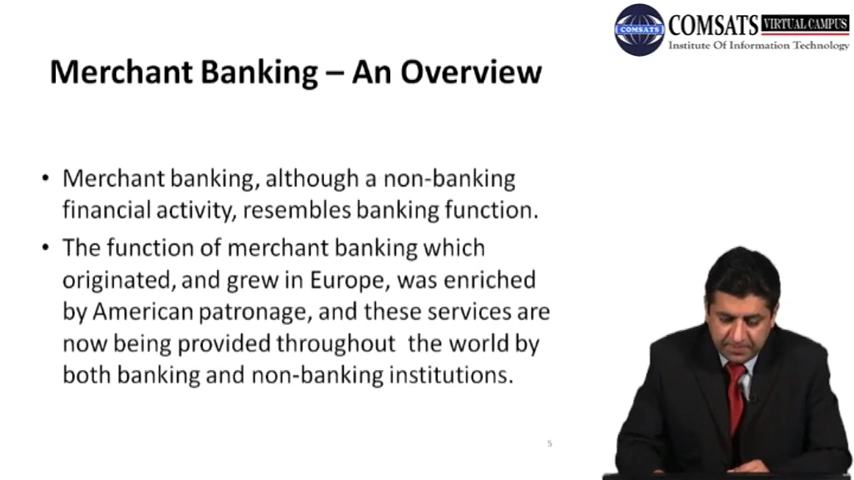 COMSATS VIRTUAL CAMPUS
COMSATS
Institute Of Information Technology
Merchant Banking – An Overview
• Merchant banking, although a non-banking
financial activity, resembles banking function.
• The function of merchant banking which
originated, and grew in Europe, was enriched
by American patronage, and these services are
now being provided throughout the world by
both banking and non-banking institutions.
5